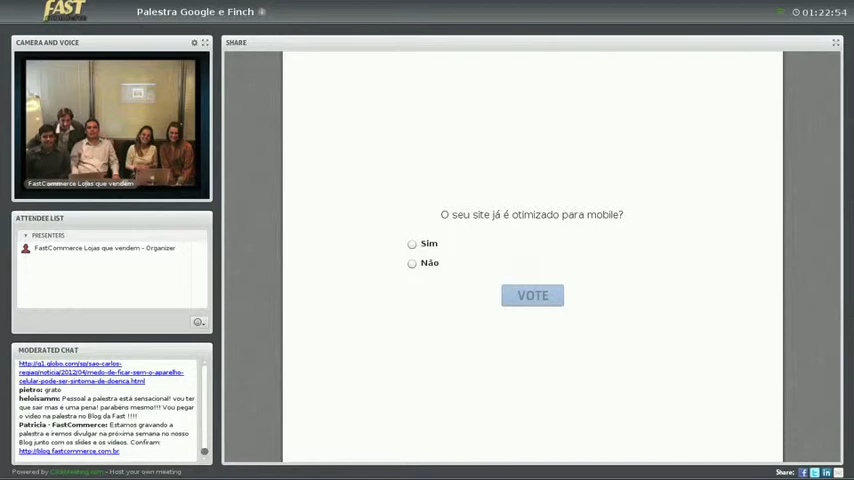 FAST
Palestra Google e Finch
01:22:54
CAMERA AND VOICE
FastCommerce Lojas que vendem
ATTENDEE LIST
PRESENTERS
FastCommerce Lojas que vendem - Organizer
MODERATED CHAT
http://g1.globo.com/sp/sao-carlos-
regiao/noticia/2012/04/medo-de-ficar-sem-o-aparelho-
celular-pode-ser-sintoma-de-doenca.html
pietro: grato
heloisamm: Pessoal a palestra está sensacional! vou ter
que sair mas é uma pena! parabéns mesmo!!! Vou pegar
o video na palestra no Blog da Fast !!!!
Patricia - FastCommerce: Estamos gravando a
palestra e iremos divulgar na próxima semana no nosso
Blog junto com os slides e os vídeos. Confiram:
http://blog.fastcommerce.com.br
SHARE
O seu site já é otimizado para mobile?
Sim
Não
VOTE
Powered by ClickMeeting.com - Host your own meeting
Share: